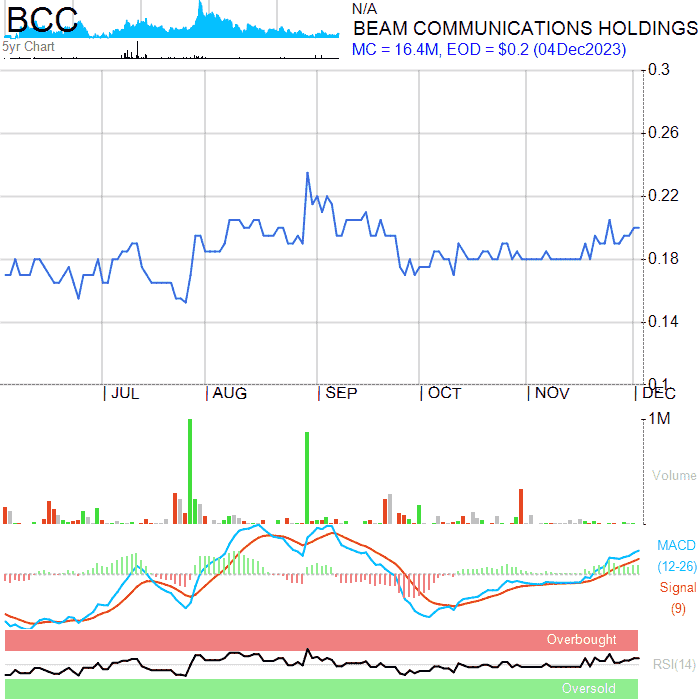 BCC
5yr Chart
N/A
BEAM COMMUNICATIONS HOLDINGS
MC = 16.4M, EOD = $0.2 (04Dec2023)
0.3
0.26
0.22
0.18
0.14
0.1
JUL AUG SEP OCT NOV DEC
1M
Volume
MACD
(12-26)
Signal
(9)
Overbought
RSI(14)
Oversold